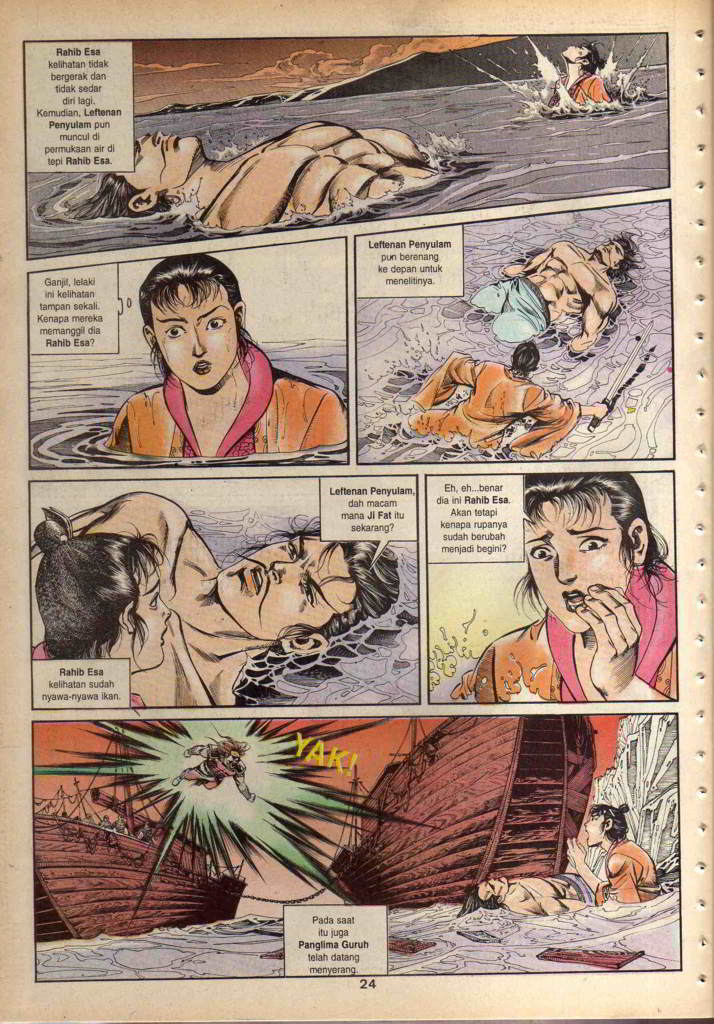 Rahib Esa
kelihatan tidak
bergerak dan
tidak sedar
diri lagi.
Kemudian, Leftenan
Penyulam pun
muncul di
permukaan air di
tepi Rahib Esa.
Ganjil, lelaki
ini kelihatan
tampan sekali.
Kenapa mereka
memanggil dia
Rahib Esa?
Leftenan Penyulam
pun berenang
ke depan untuk
menelitinya.
Leftenan Penyulam,
dah macam
mana Ji Fat itu
sekarang?
Rahib Esa
kelihatan sudah
nyawa-nyawa ikan.
Eh, eh...benar
dia ini Rahib Esa.
Akan tetapi
kenapa rupanya
sudah berubah
menjadi begini?
YAK!
Pada saat
itu juga
Panglima Guruh
telah datang
menyerang.
24